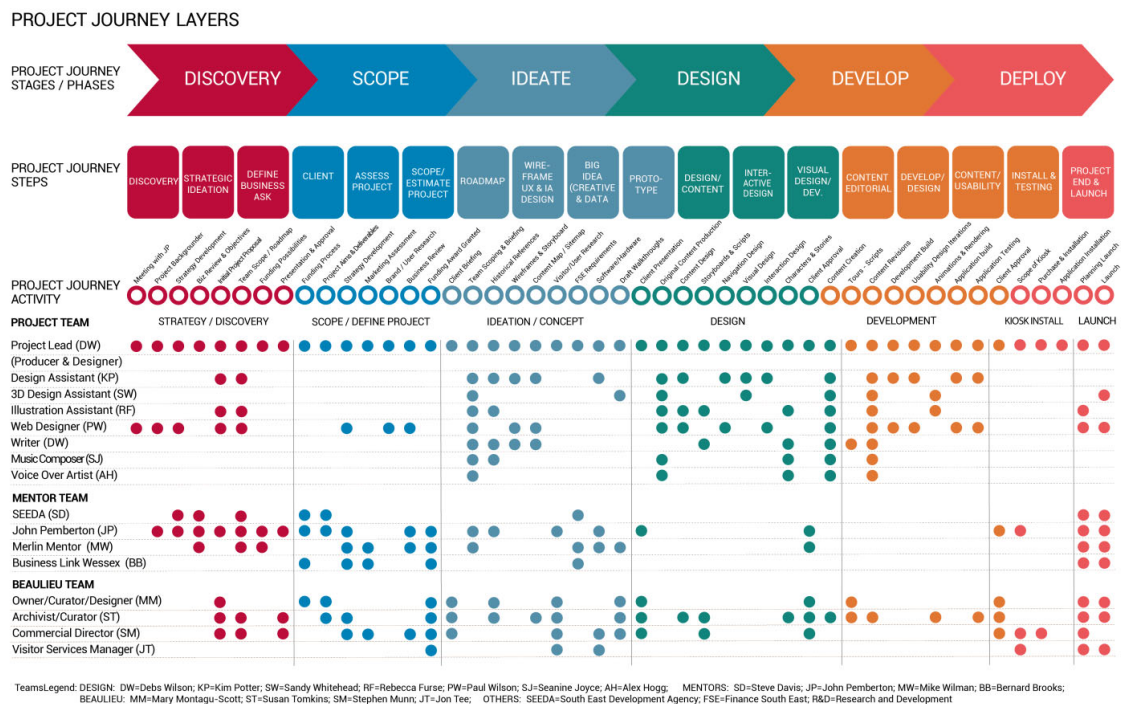 PROJECT JOURNEY LAYERS
PROJECT JOURNEY
STAGES / PHASES
DISCOVERY
SCOPE
IDEATE
DESIGN
DEVELOP
DEPLOY
PROJECT JOURNEY
STEPS
DISCOVERY
STRATEGIC
IDEATION
DEFINE
BUSINESS
ASK
CLIENT
ASSESS
PROJECT
SCOPE/
ESTIMATE
PROJECT
ROADMAP
WIRE-
FRAME
UX & IA
DESIGN
BIG
IDEA
(CREATIVE
& DATA
PROTO-
TYPE
DESIGN/
CONTENT
INTER-
ACTIVE
DESIGN
VISUAL
DESIGN/
DEV.
CONTENT
EDITORIAL
DEVELOP/
DESIGN
CONTENT/
USABILITY
INSTALL &
TESTING
PROJECT
END &
LAUNCH
PROJECT JOURNEY
ACTIVITY
Meeting with JP
Project Backgrounder
Strategy Development
Biz Review & Objectives
Initial Project Proposal
Team Scope / Roadmap
Funding Possibilities
Presentation & Approval
Funding Process
Project Aims & Deliverables
Strategy Development
Marketing Assessment
Brand / User Research
Business Review
Funding Award Granted
Client Briefing
Team Scoping & Briefing
Historical References
Wireframes & Storyboard
Content Map / Sitemap
Visitor/User Research
FSE Requirements
Software/Hardware
Draft Walkthroughs
Client Presentation
Original Content Production
Content Design
Storyboards & Scripts
Navigation Design
Visual Design
Interaction Design
Characters & Stories
Client Approval
Content Creation
Tours - Scripts
Content Revisions
Development Build
Usability Design Iterations
Animations & Rendering
Application build
Application Testing
Client Approval
Scope of Kiosk
Purchase & Installation
Application Installation
Planning Launch
Launch
PROJECT TEAM
STRATEGY / DISCOVERY
SCOPE / DEFINE PROJECT
IDEATION / CONCEPT
DESIGN
DEVELOPMENT
KIOSK INSTALL
LAUNCH
Project Lead (DW)
(Producer & Designer)
Design Assistant (KP)
3D Design Assistant (SW)
Illustration Assistant (RF)
Web Designer (PW)
Writer (DW)
Music Composer (SJ)
Voice Over Artist (AH)
MENTOR TEAM
SEEDA (SD)
John Pemberton (JP)
Merlin Mentor (MW)
Business Link Wessex (BB)
BEAULIEU TEAM
Owner/Curator/Designer (MM)
Archivist/Curator (ST)
Commercial Director (SM)
Visitor Services Manager (JT)
TeamsLegend: DESIGN: DW=Debs Wilson; KP=Kim Potter; SW=Sandy Whitehead; RF=Rebecca Furse; PW=Paul Wilson; SJ=Seanine Joyce; AH=Alex Hogg; MENTORS: SD=Steve Davis; JP=John Pemberton; MW=Mike Wilman; BB=Bernard Brooks;
BEAULIEU: MM=Mary Montagu-Scott; ST=Susan Tomkins; SM=Stephen Munn; JT=Jon Tee; OTHERS: SEEDA=South East Development Agency; FSE=Finance South East; R&D=Research and Development